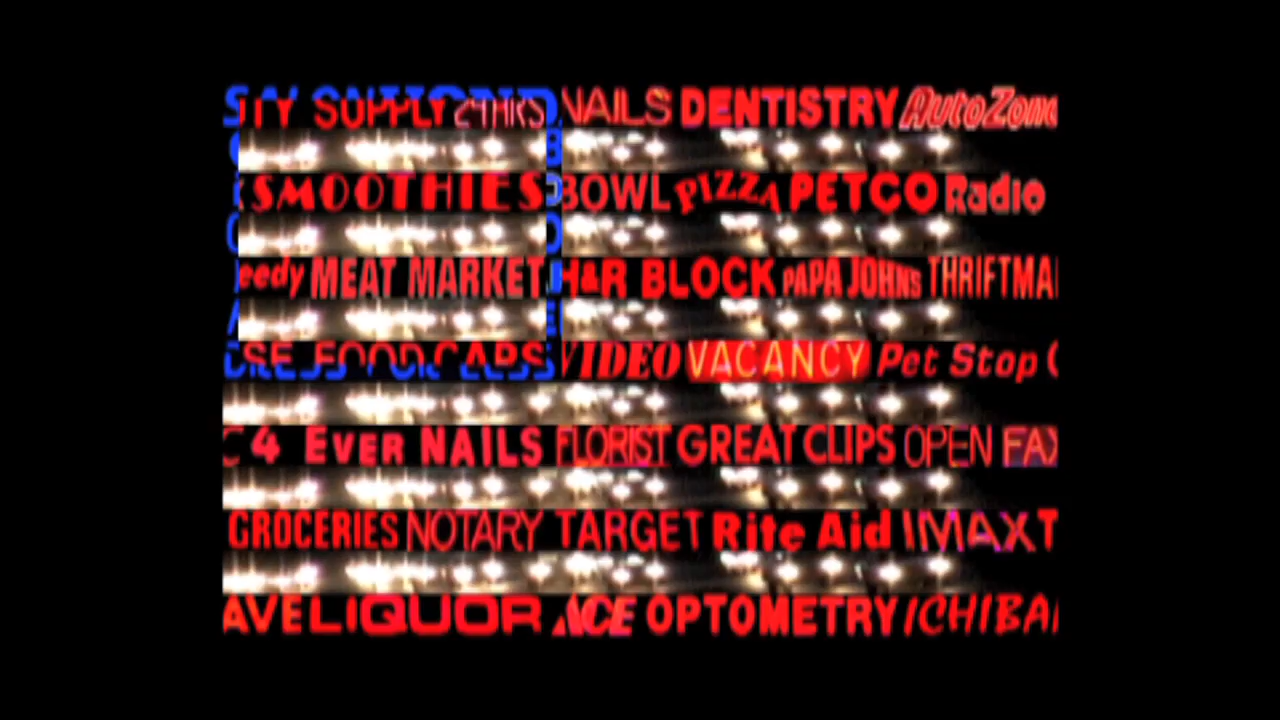 SUPPLY 24HRS NAILS DENTISTRY AutoZone
SMOOTHIES BOWL PIZZA PETCO Radio
MEAT MARKET H&R BLOCK PAPA JOHNS
VIDEO VACANCY Pet Stop
4 EVER NAILS FLORIST GREAT CLIPS OPEN FAX
GROCERIES NOTARY TARGET Rite Aid IMAX T
LIQUOR ACE OPTOMETRY